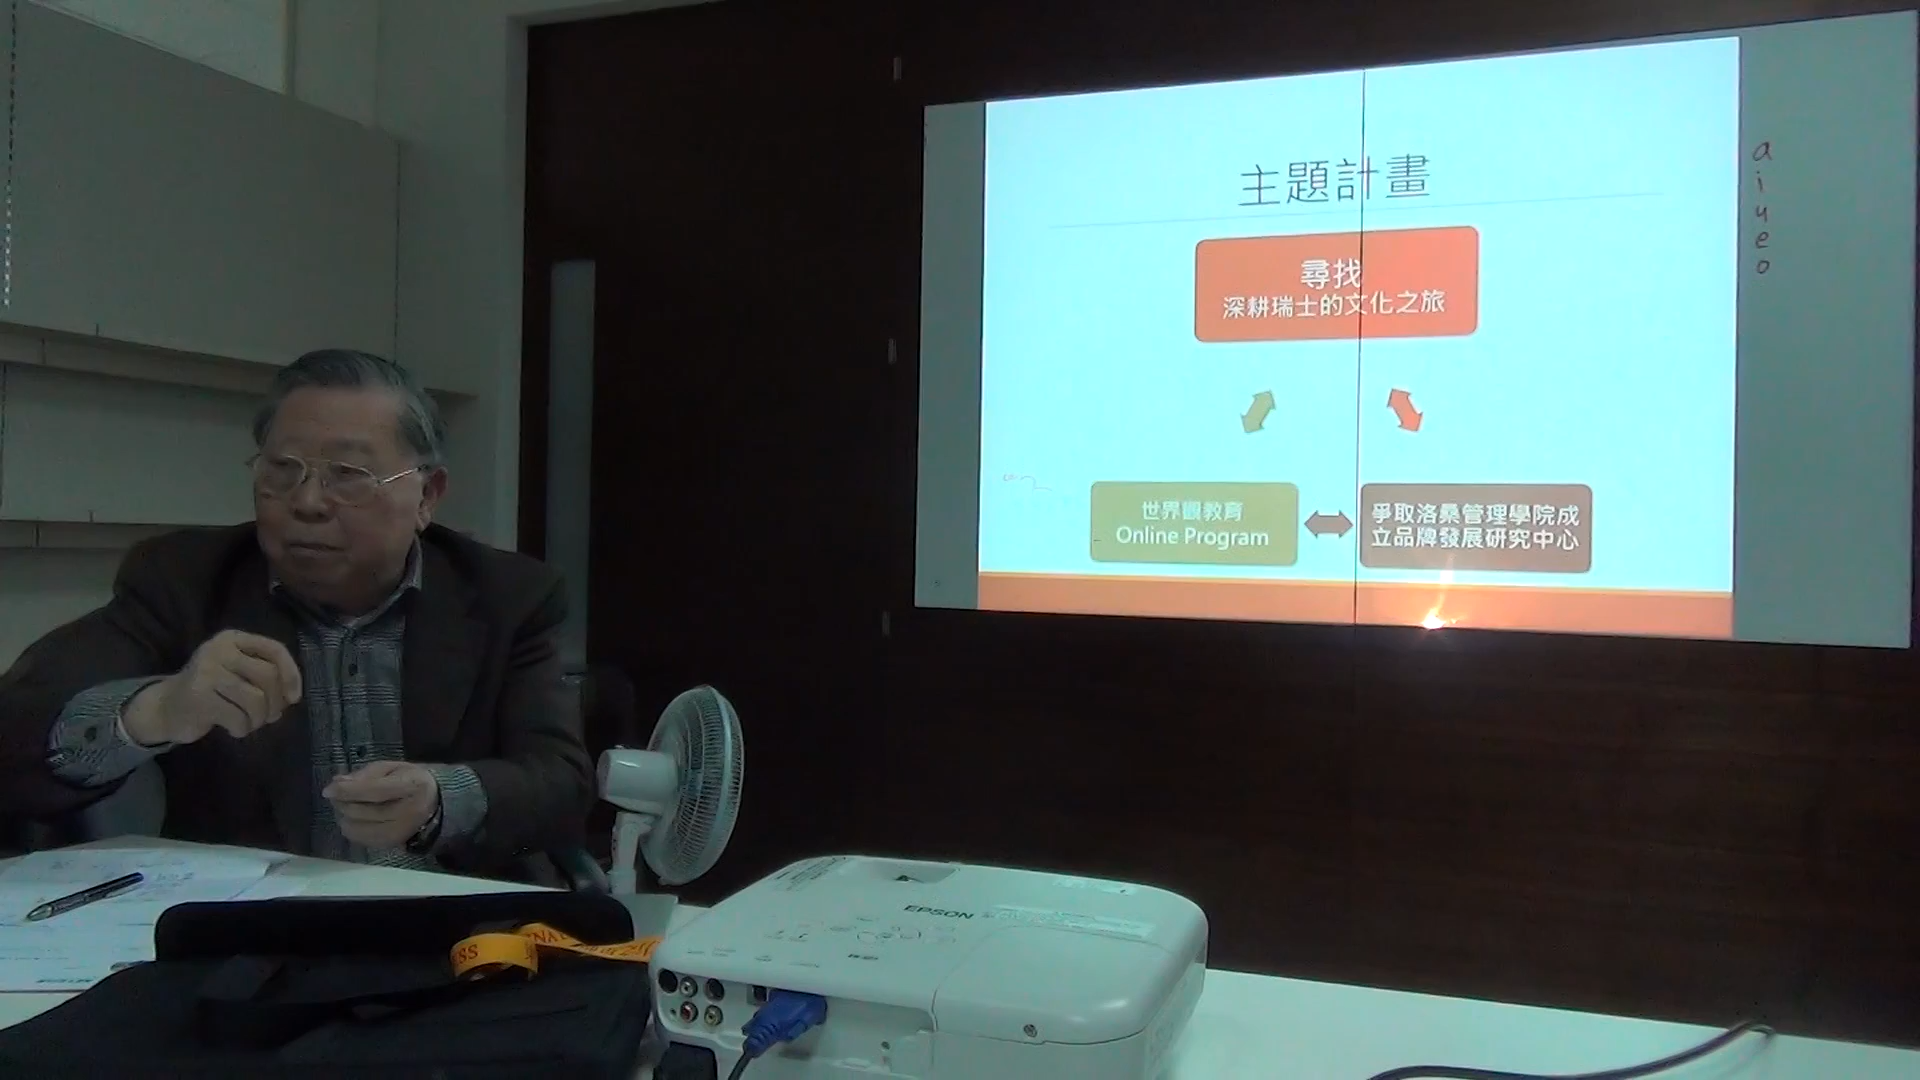 主題計畫
尋找
深耕瑞士的文化之旅
世界觀教育
Online Program
爭取洛桑管理學院成
立品牌發展研究中心
a
i
u
e
o
EPSON